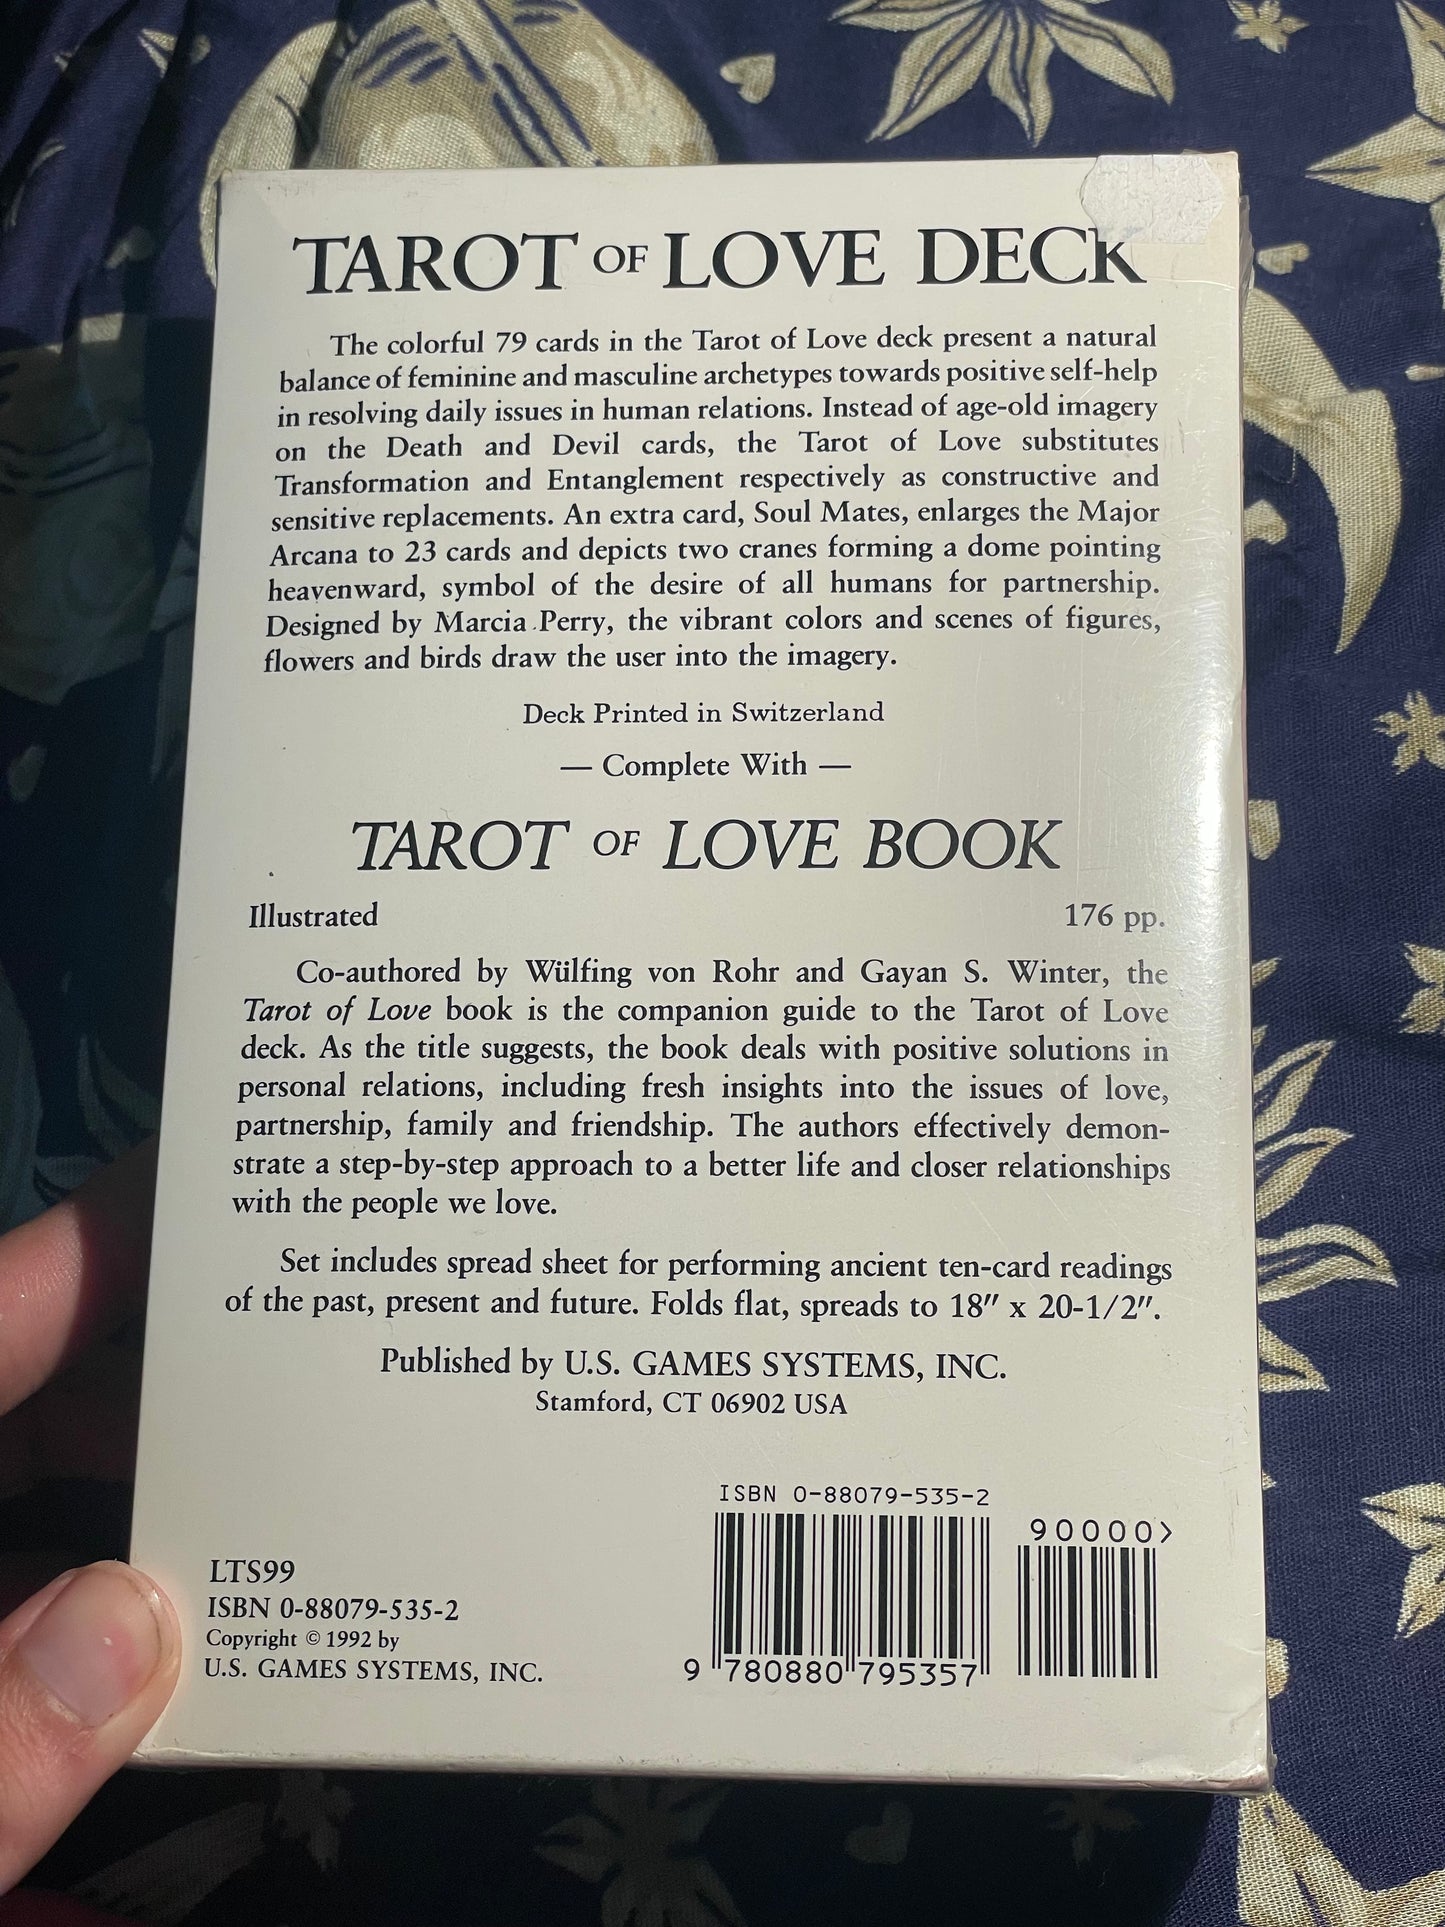 TAROT OF LOVE DECK
The colorful 79 cards in the Tarot of Love deck present a natural
balance of feminine and masculine archetypes towards positive self-help
in resolving daily issues in human relations. Instead of age-old imagery
on the Death and Devil cards, the Tarot of Love substitutes
Transformation and Entanglement respectively as constructive and
sensitive replacements. An extra card, Soul Mates, enlarges the Major
Arcana to 23 cards and depicts two cranes forming a dome pointing
heavenward, symbol of the desire of all humans for partnership.
Designed by Marcia Perry, the vibrant colors and scenes of figures,
flowers and birds draw the user into the imagery.
Deck Printed in Switzerland
— Complete With —
TAROT OF LOVE BOOK
Illustrated 176 pp.
Co-authored by Wülfing von Rohr and Gayan S. Winter, the
Tarot of Love book is the companion guide to the Tarot of Love
deck. As the title suggests, the book deals with positive solutions in
personal relations, including fresh insights into the issues of love,
partnership, family and friendship. The authors effectively demon-
strate a step-by-step approach to a better life and closer relationships
with the people we love.
Set includes spread sheet for performing ancient ten-card readings
of the past, present and future. Folds flat, spreads to 18" x 20-1/2".
Published by U.S. GAMES SYSTEMS, INC.
Stamford, CT 06902 USA
LTS99
ISBN 0-88079-535-2
Copyright © 1992 by
U.S. GAMES SYSTEMS, INC.
ISBN 0-88079-535-2
90000>
9 780880 795357